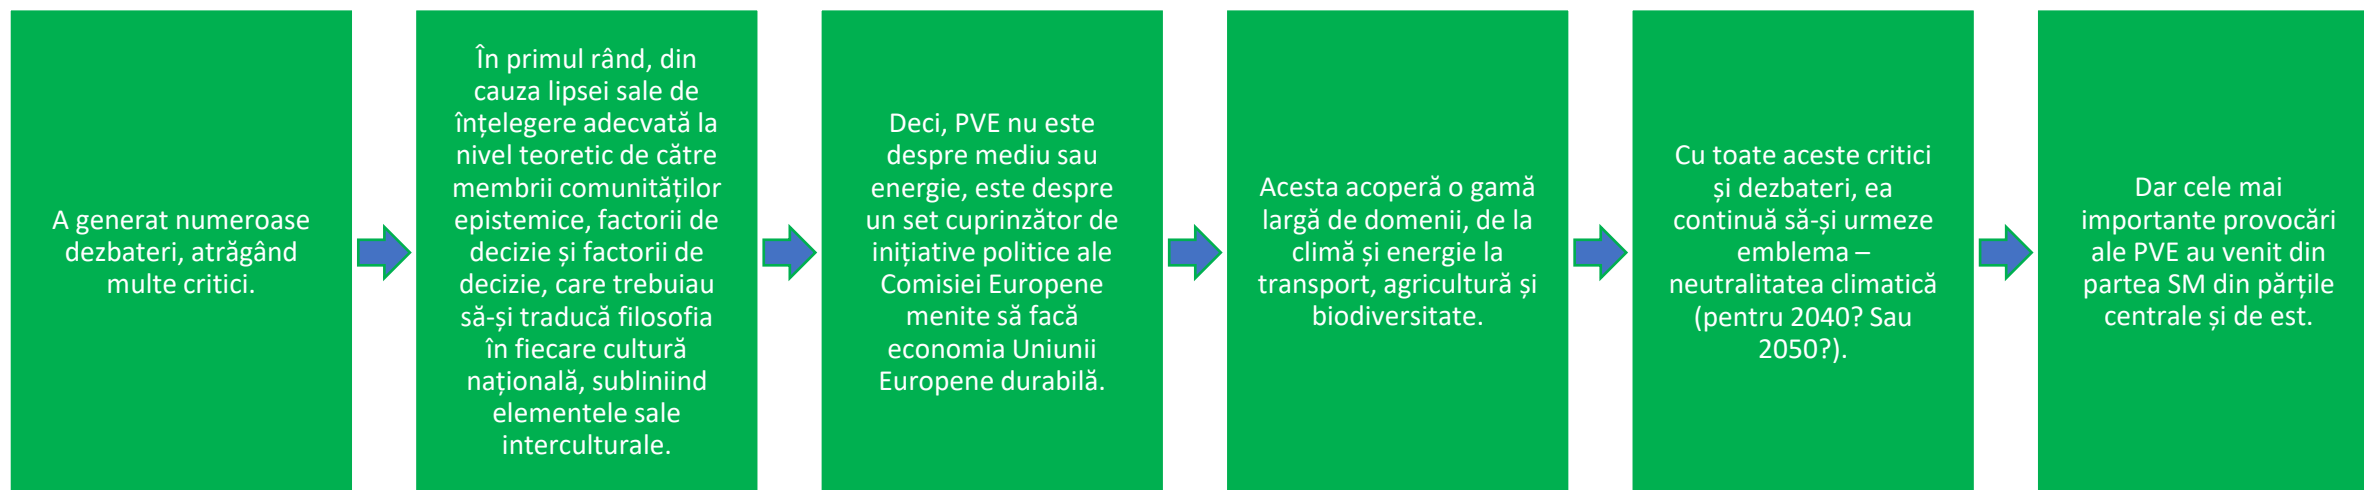 A generat numeroase
dezbateri, atrăgând
multe critici.
În primul rând, din
cauza lipsei sale de
înțelegere adecvată la
nivel teoretic de către
membrii comunităților
epistemice, factorii de
decizie și factorii de
decizie, care trebuiau
să-și traducă filosofia
în fiecare cultură
națională, subliniind
elementele sale
interculturale.
Deci, PVE nu este
despre mediu sau
energie, este despre
un set cuprinzător de
inițiative politice ale
Comisiei Europene
menite să facă
economia Uniunii
Europene durabilă.
Acesta acoperă o gamă
largă de domenii, de la
climă și energie la
transport, agricultură și
biodiversitate.
Cu toate aceste critici
și dezbateri, ea
continuă să-și urmeze
emblema –
neutralitatea climatică
(pentru 2040? Sau
2050?).
Dar cele mai
importante provocări
ale PVE au venit din
partea SM din părțile
centrale și de est.